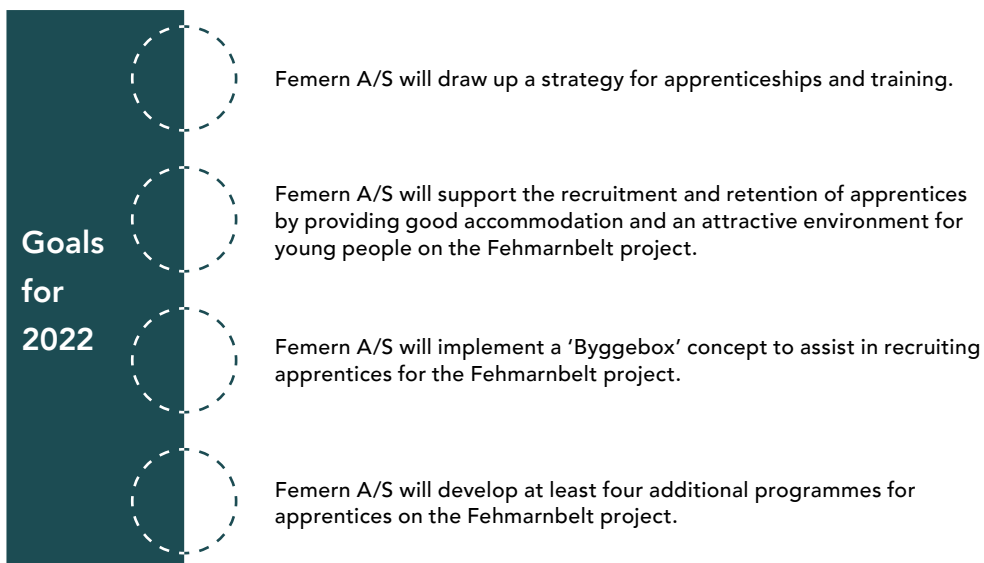 Goals
for
2022
Femern A/S will draw up a strategy for apprenticeships and training.
Femern A/S will support the recruitment and retention of apprentices
by providing good accommodation and an attractive environment for
young people on the Fehmarnbelt project.
Femern A/S will implement a ‘Byggebox’ concept to assist in recruiting
apprentices for the Fehmarnbelt project.
Femern A/S will develop at least four additional programmes for
apprentices on the Fehmarnbelt project.